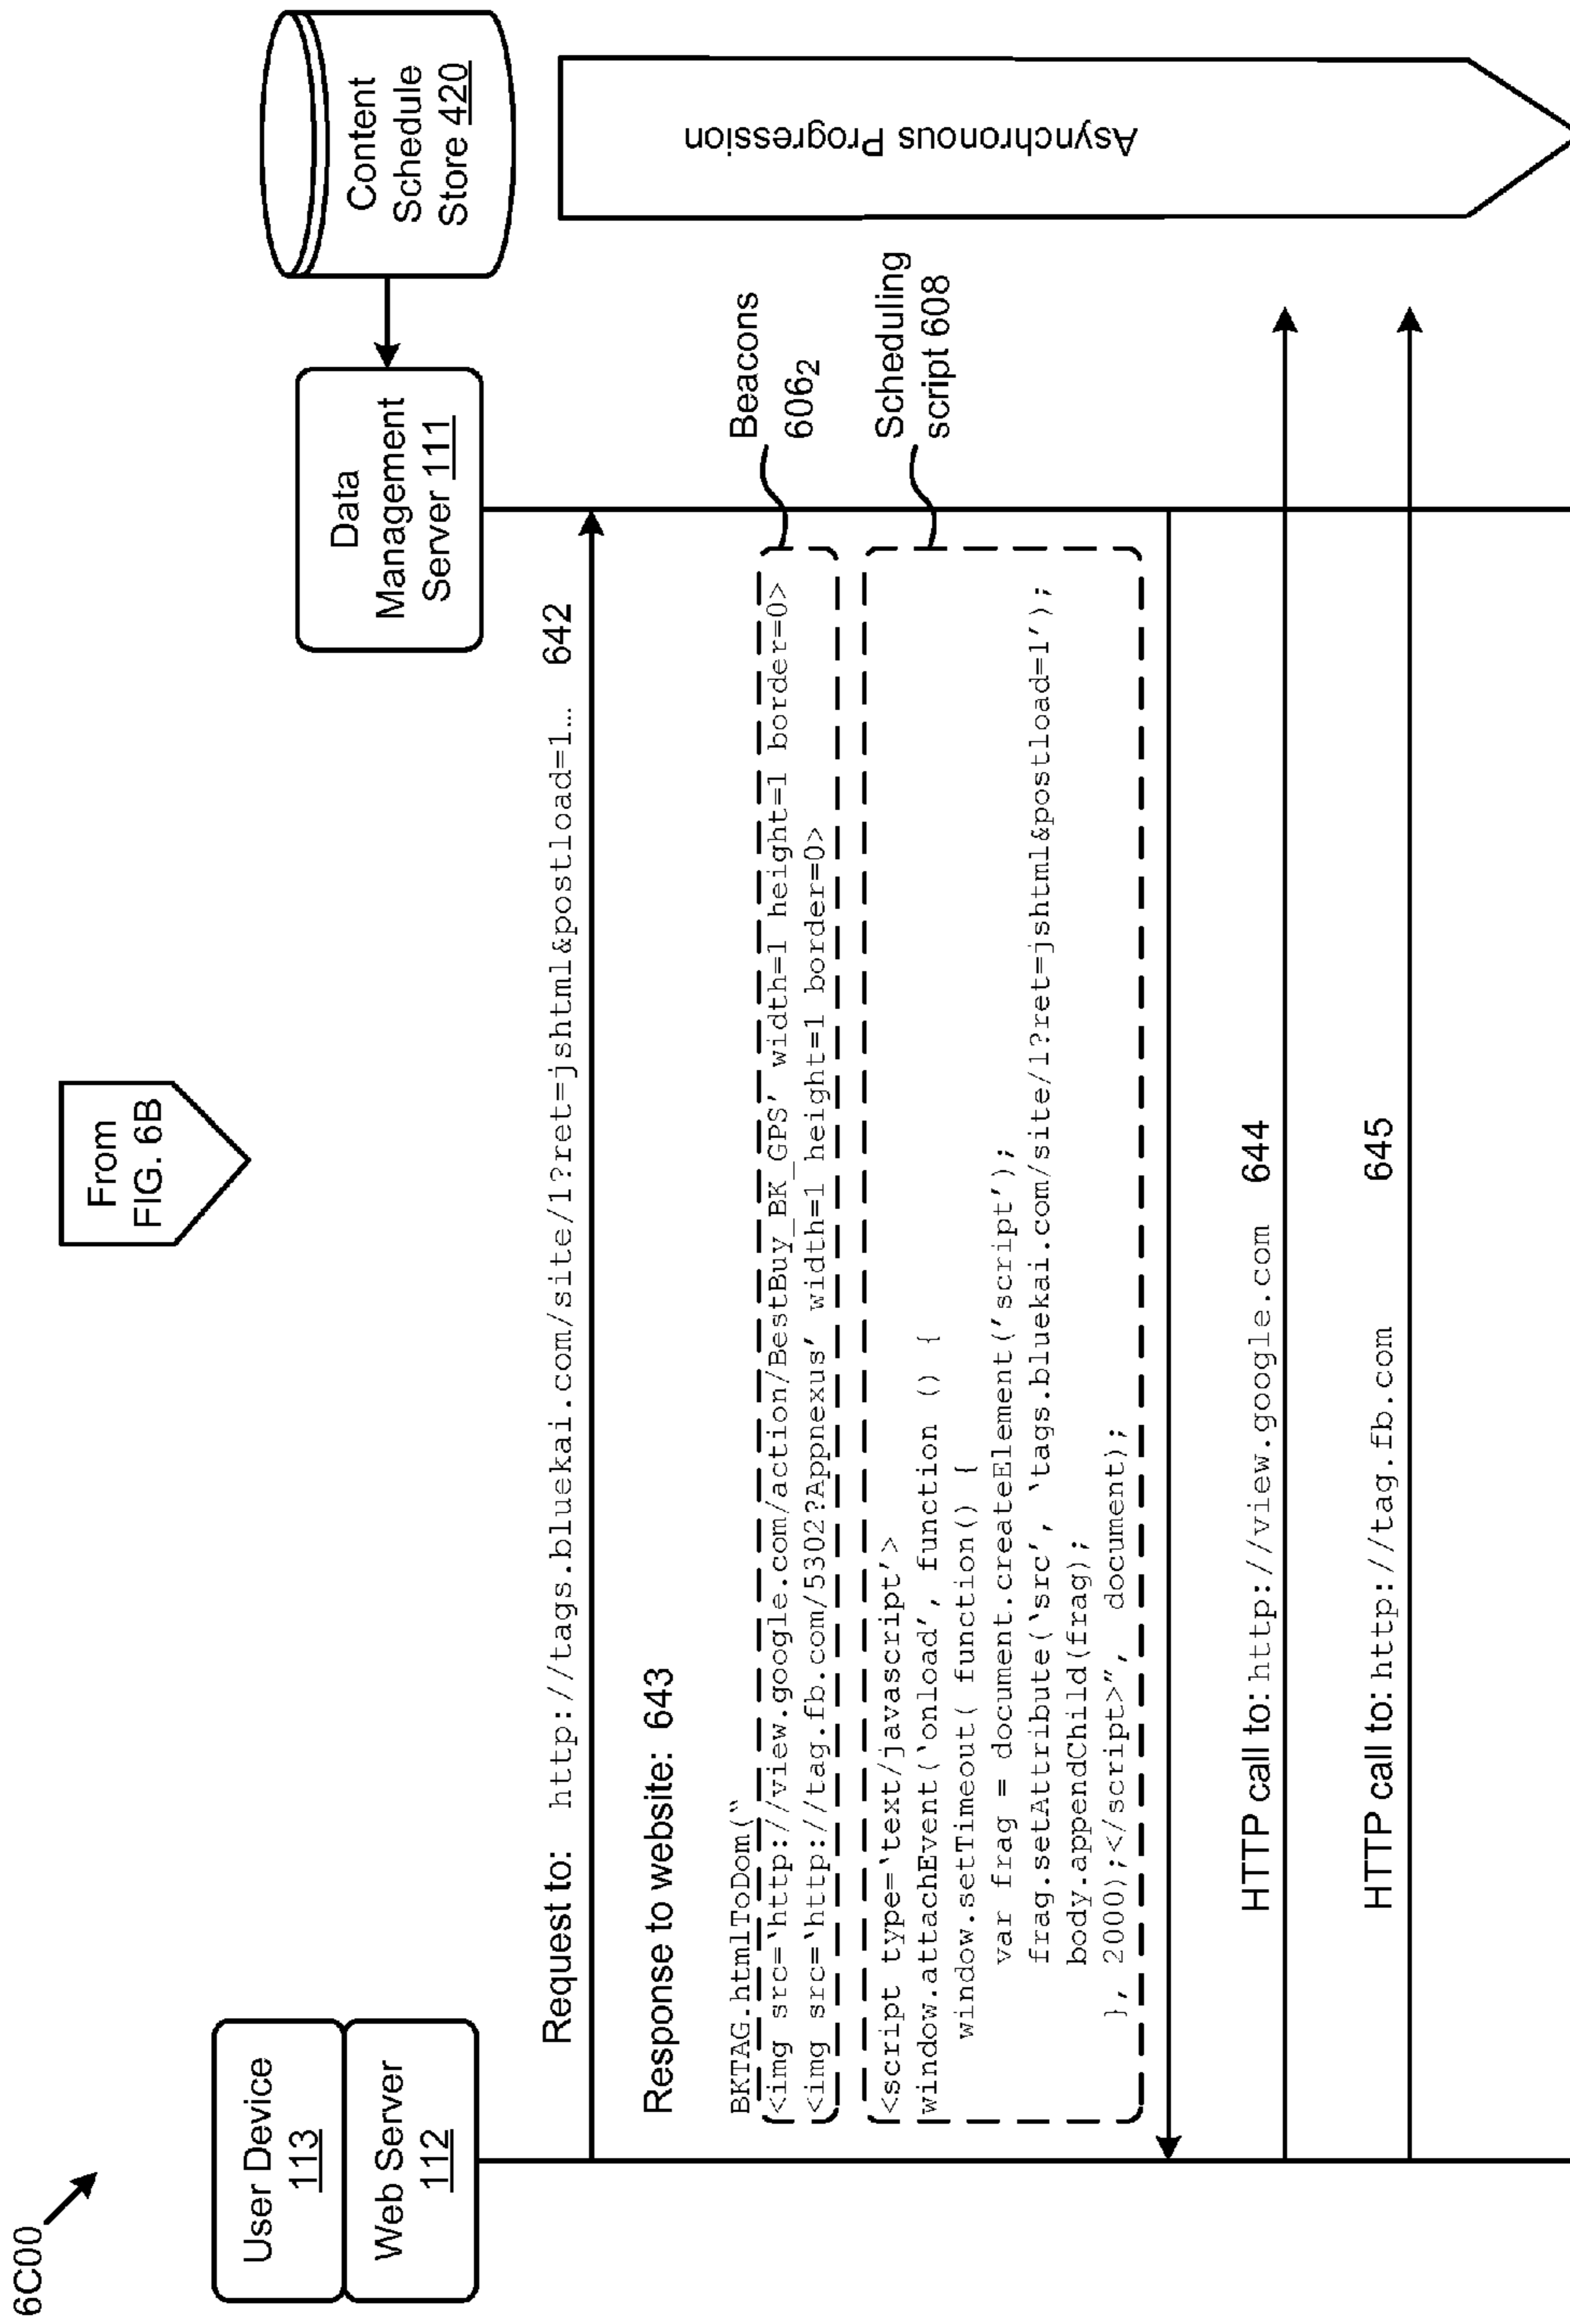 6C00
From
FIG. 6B
User Device
113
Web Server
112
Data
Management
Server 111
Content
Schedule
Store 420
Request to: http://tags.bluekai.com/site/1?ret=jshtml&postload=1… 642
Response to website: 643
BKTAG.htmlToDom(“
<img src=‘http://view.google.com/action/BestBuy_BK_GPS’ width=1 height=1 border=0>
<img src=‘http://tag.fb.com/5302?Appnexus’ width=1 height=1 border=0>
Beacons
606₂
<script type=‘text/javascript’>
window.attachEvent(‘onload’, function () {
window.setTimeout( function() {
var frag = document.createElement(‘script’);
frag.setAttribute(‘src’, ‘tags.bluekai.com/site/1?ret=jshtml&postload=1’);
body.appendChild(frag);
}, 2000);</script>”, document);
Scheduling
script 608
HTTP call to: http://view.google.com 644
HTTP call to: http://tag.fb.com 645
Asynchronous Progression